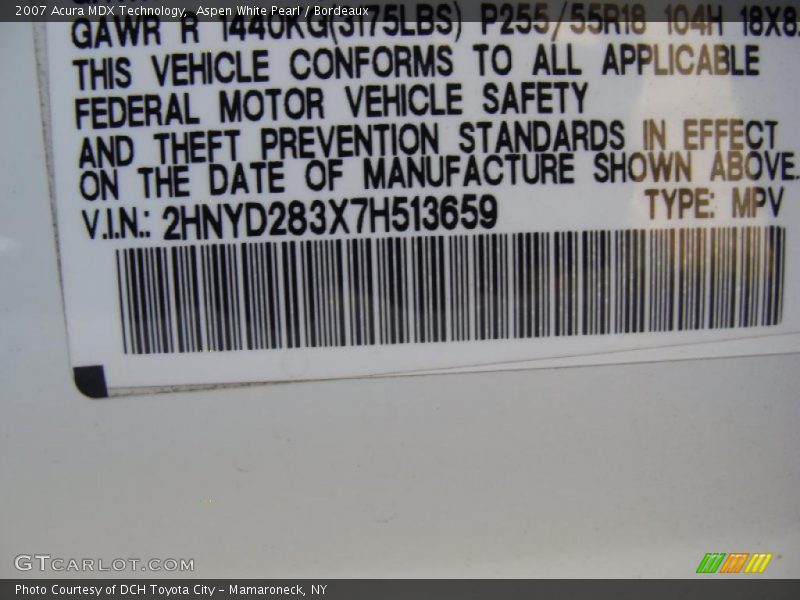 2007 Acura MDX Technology, Aspen White Pearl / Bordeaux
GAWR R 1440KG(3175LBS) P255/55R18 104H 18X8.
THIS VEHICLE CONFORMS TO ALL APPLICABLE
FEDERAL MOTOR VEHICLE SAFETY
AND THEFT PREVENTION STANDARDS IN EFFECT
ON THE DATE OF MANUFACTURE SHOWN ABOVE.
V.I.N.: 2HNYD283X7H513659 TYPE: MPV
GTCARLOT.COM
Photo Courtesy of DCH Toyota City – Mamaroneck, NY